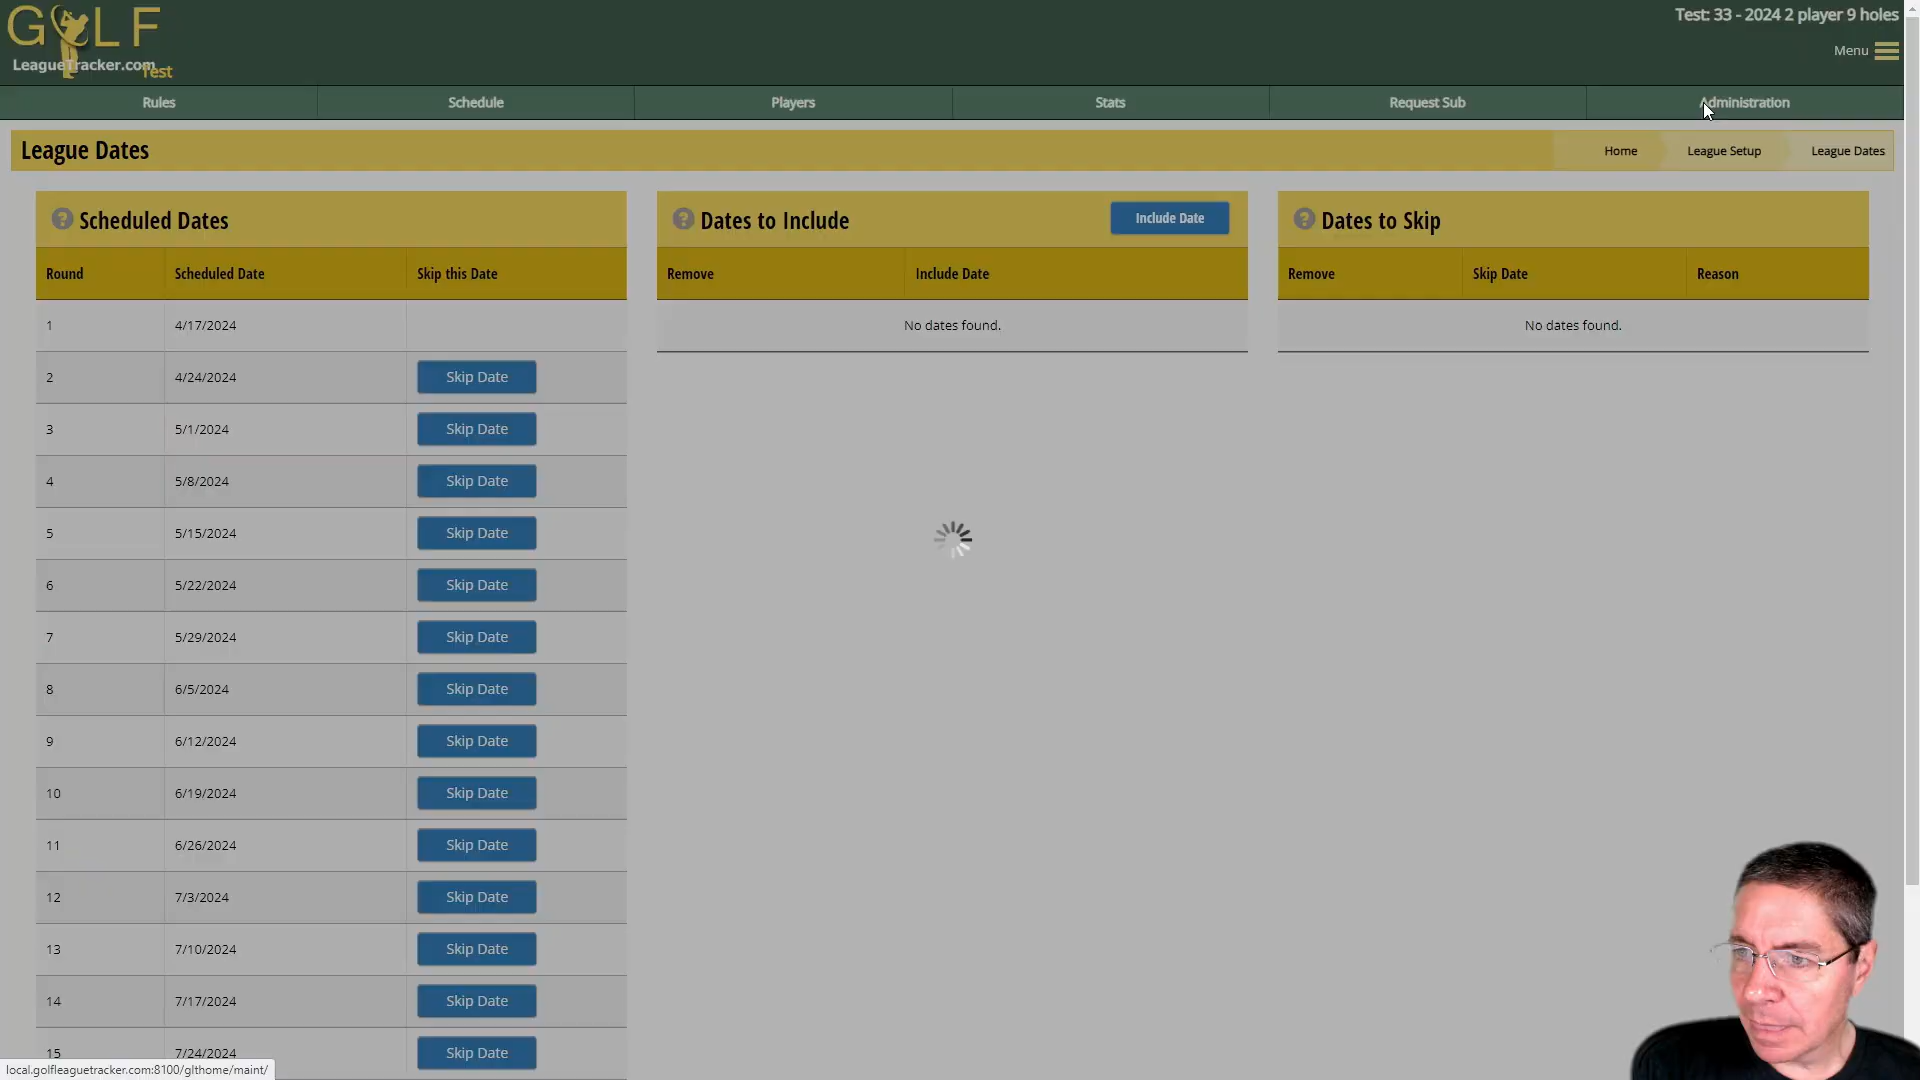 GOLF
LeagueTracker.com
Test
Test: 33 - 2024 2 player 9 holes
Menu
Rules
Schedule
Players
Stats
Request Sub
Administration
League Dates
Home
League Setup
League Dates
? Scheduled Dates
Round
Scheduled Date
Skip this Date
1 4/17/2024
2 4/24/2024 Skip Date
3 5/1/2024 Skip Date
4 5/8/2024 Skip Date
5 5/15/2024 Skip Date
6 5/22/2024 Skip Date
7 5/29/2024 Skip Date
8 6/5/2024 Skip Date
9 6/12/2024 Skip Date
10 6/19/2024 Skip Date
11 6/26/2024 Skip Date
12 7/3/2024 Skip Date
13 7/10/2024 Skip Date
14 7/17/2024 Skip Date
15 7/24/2024 Skip Date
? Dates to Include
Include Date
Remove
Include Date
No dates found.
? Dates to Skip
Remove
Skip Date
Reason
No dates found.
local.golfleaguetracker.com:8100/glthome/maint/